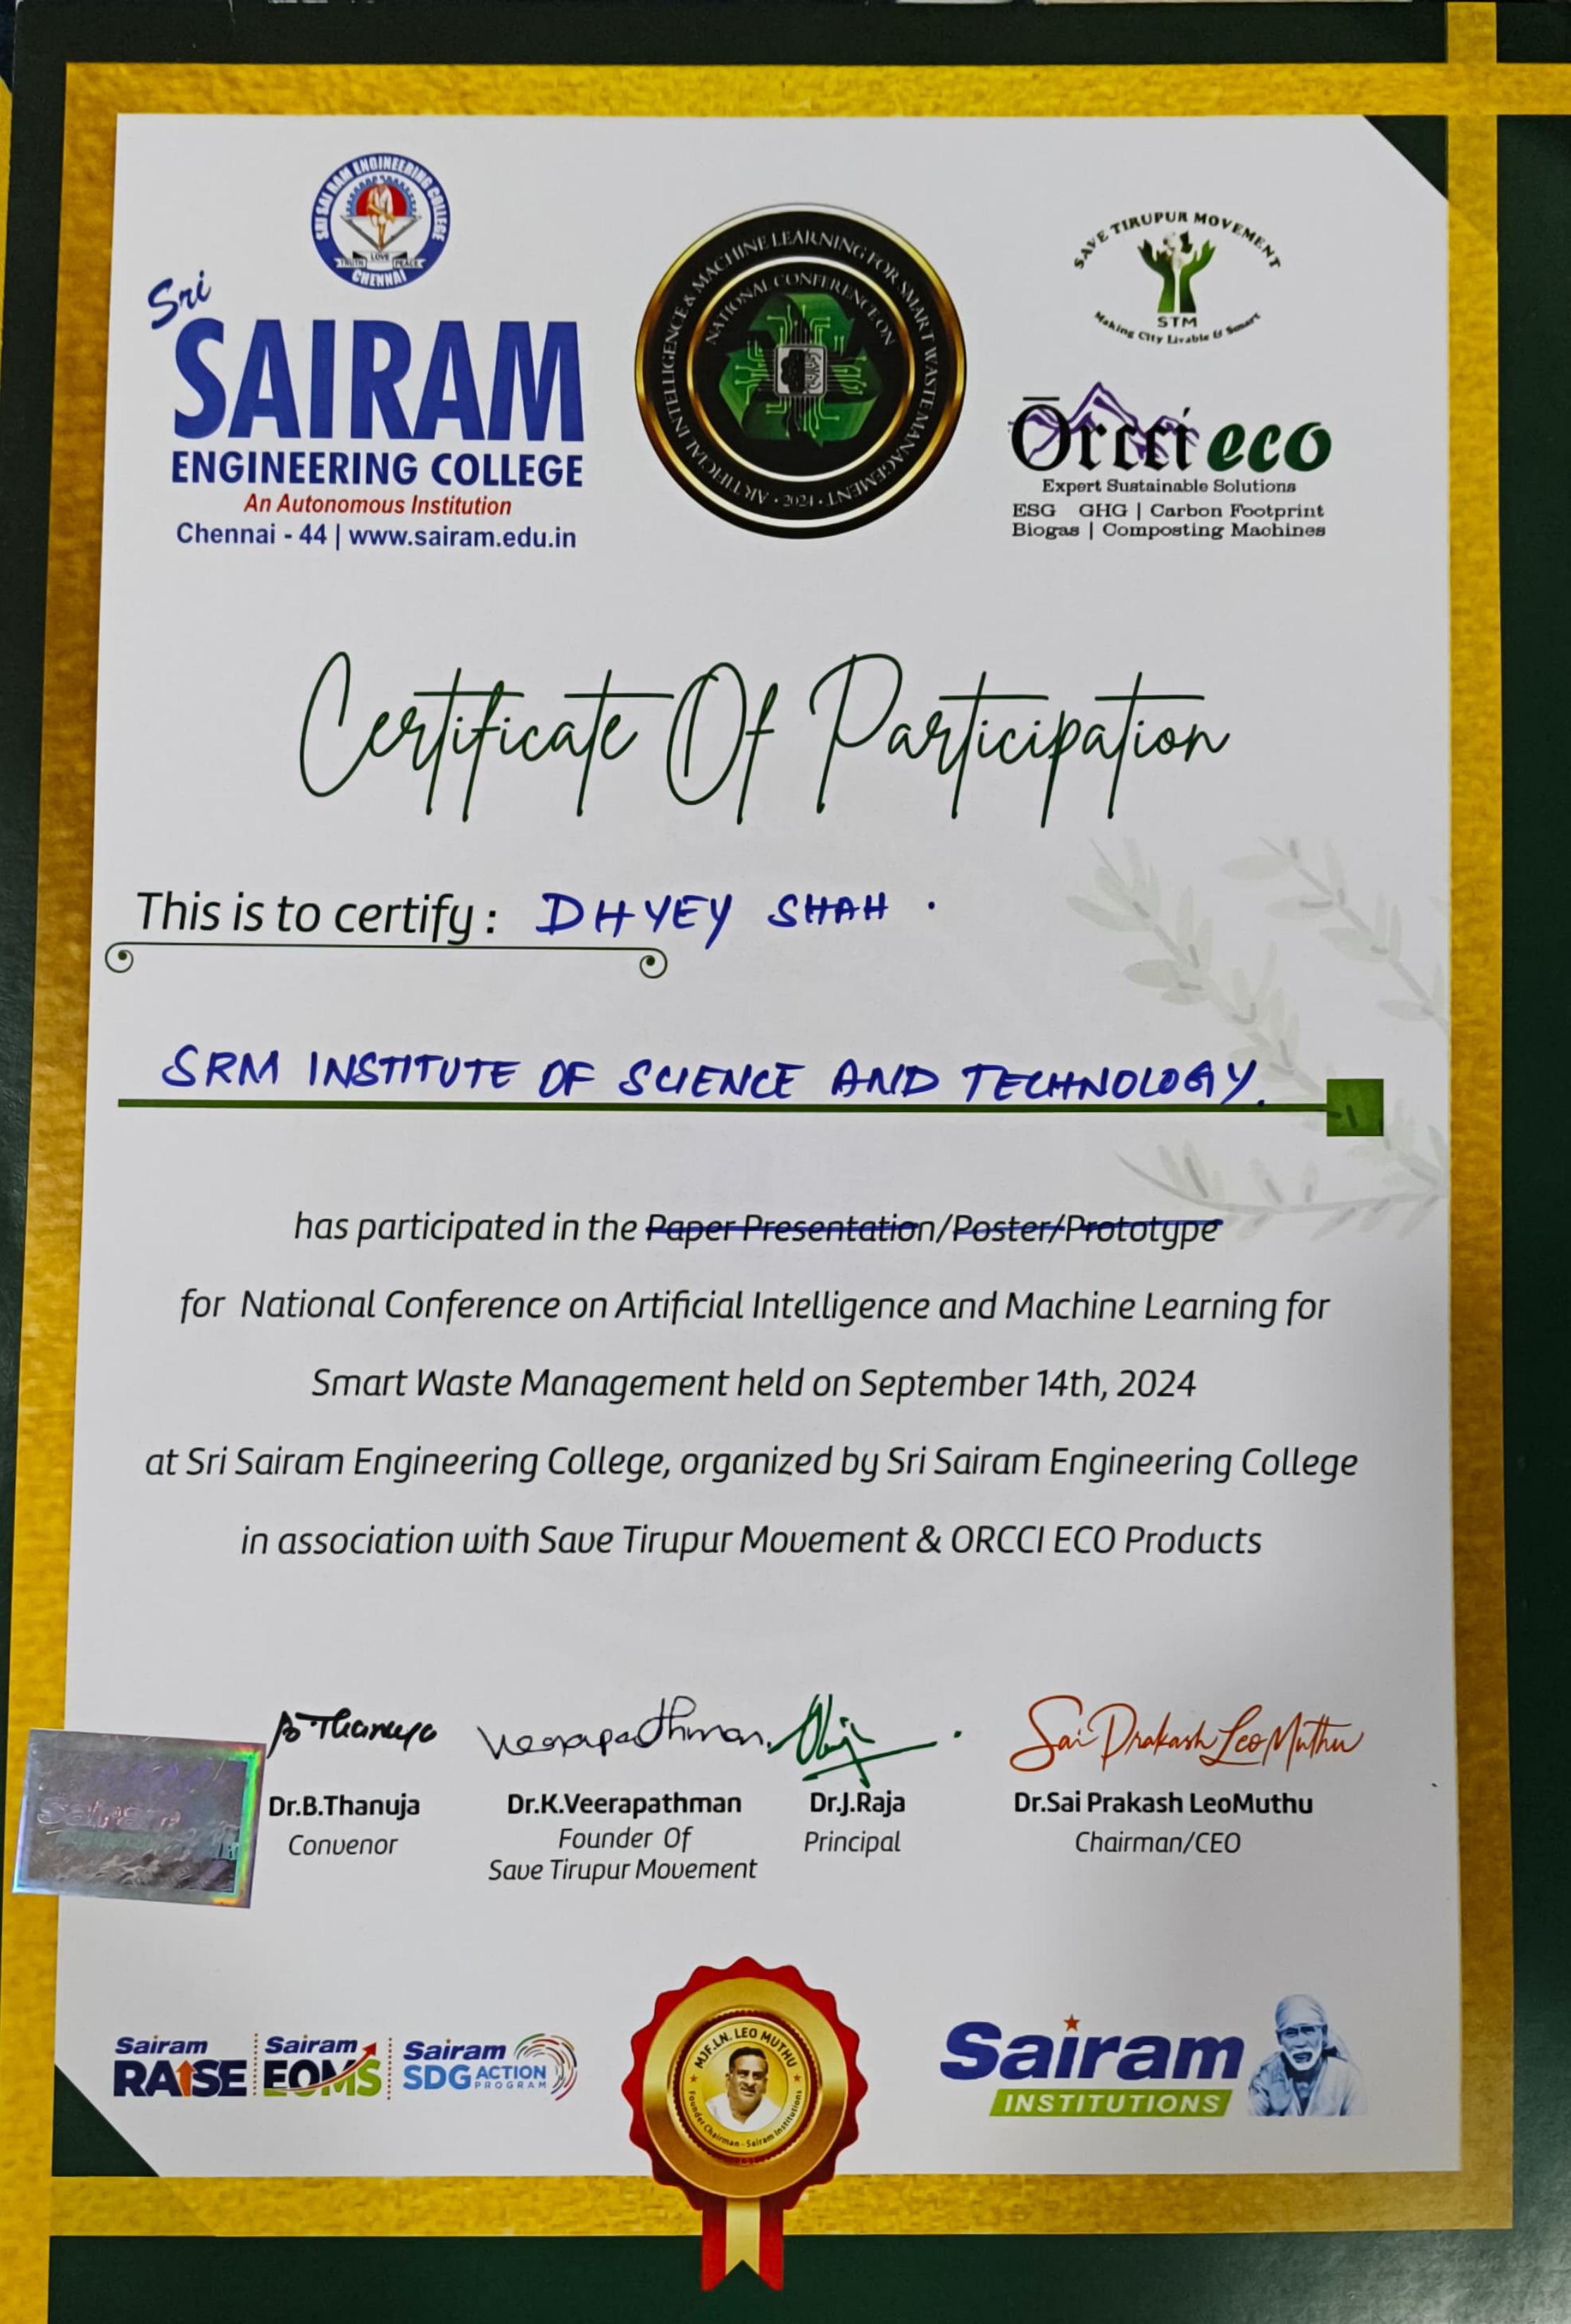 SRI SAI RAM ENGINEERING COLLEGE
TRUTH LOVE PEACE
CHENNAI
Sri
SAIRAM
ENGINEERING COLLEGE
An Autonomous Institution
Chennai - 44 | www.sairam.edu.in
NATIONAL CONFERENCE ON
ARTIFICIAL INTELLIGENCE & MACHINE LEARNING FOR SMART WASTE MANAGEMENT • 2024 •
SAVE TIRUPUR MOVEMENT
STM
Making City Livable & Smart
Ōrccí eco
Expert Sustainable Solutions
ESG GHG | Carbon Footprint
Biogas | Composting Machines
Certificate Of Participation
This is to certify : DHYEY SHAH .
SRM INSTITUTE OF SCIENCE AND TECHNOLOGY.
has participated in the Paper Presentation/Poster/Prototype
for National Conference on Artificial Intelligence and Machine Learning for
Smart Waste Management held on September 14th, 2024
at Sri Sairam Engineering College, organized by Sri Sairam Engineering College
in association with Save Tirupur Movement & ORCCI ECO Products
B Thanuja Veerapadthman. Sai Prakash LeoMuthu
Dr.B.Thanuja Dr.K.Veerapathman Dr.J.Raja Dr.Sai Prakash LeoMuthu
Convenor Founder Of Principal Chairman/CEO
Save Tirupur Movement
Sairam
Sairam RAISE Sairam EOMS Sairam SDG ACTION PROGRAM
MJF.LN. LEO MUTHU
Founder Chairman - Sairam Institutions
Sairam
INSTITUTIONS